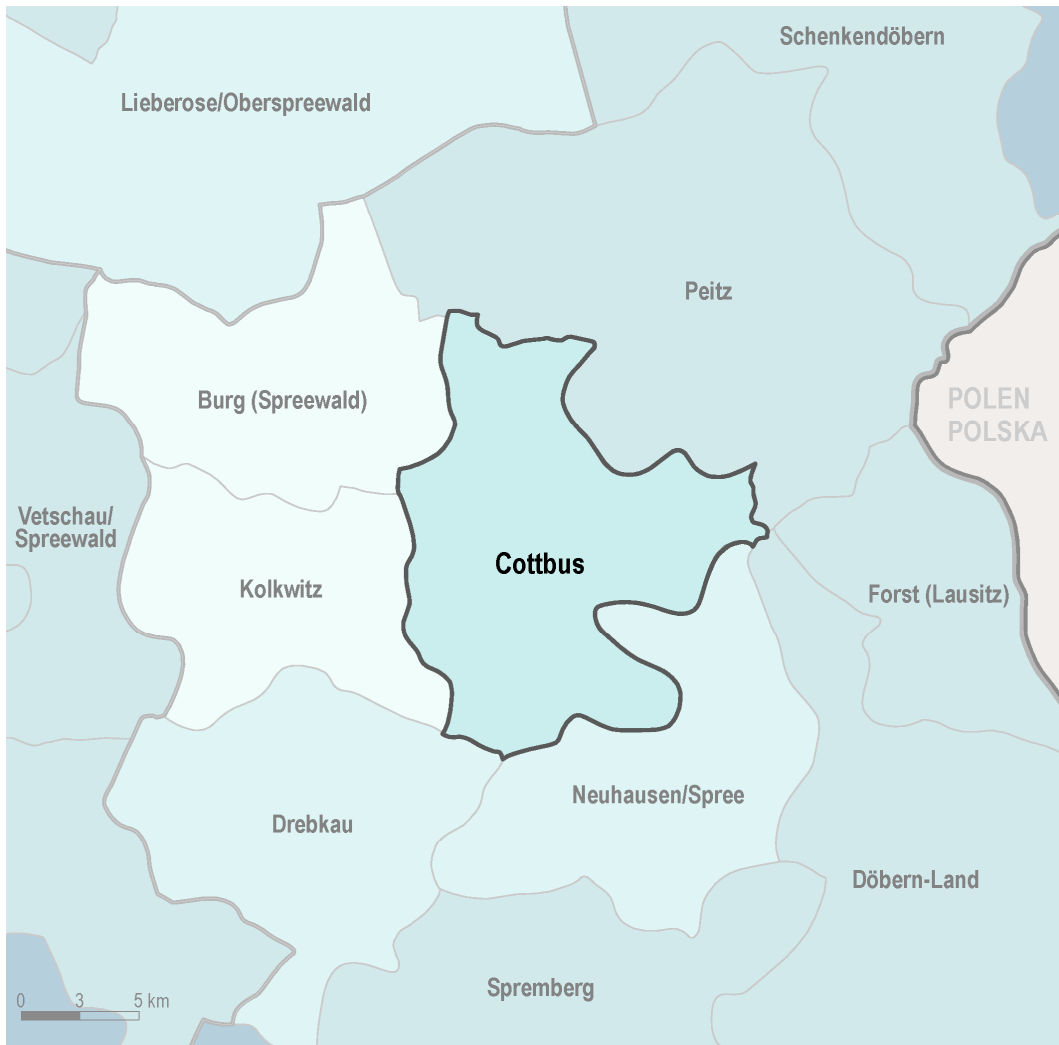 Schenkendöbern
Lieberose/Oberspreewald
Peitz
Burg (Spreewald)
POLEN
POLSKA
Vetschau/
Spreewald
Cottbus
Kolkwitz
Forst (Lausitz)
Neuhausen/Spree
Drebkau
Döbern-Land
Spremberg
0 3 5 km